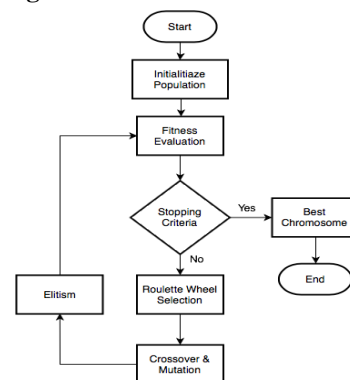 Start
Initialitiaze
Population
Fitness
Evaluation
Stopping
Criteria
Yes
Best
Chromosome
No
End
Elitism
Roulette Wheel
Selection
Crossover &
Mutation